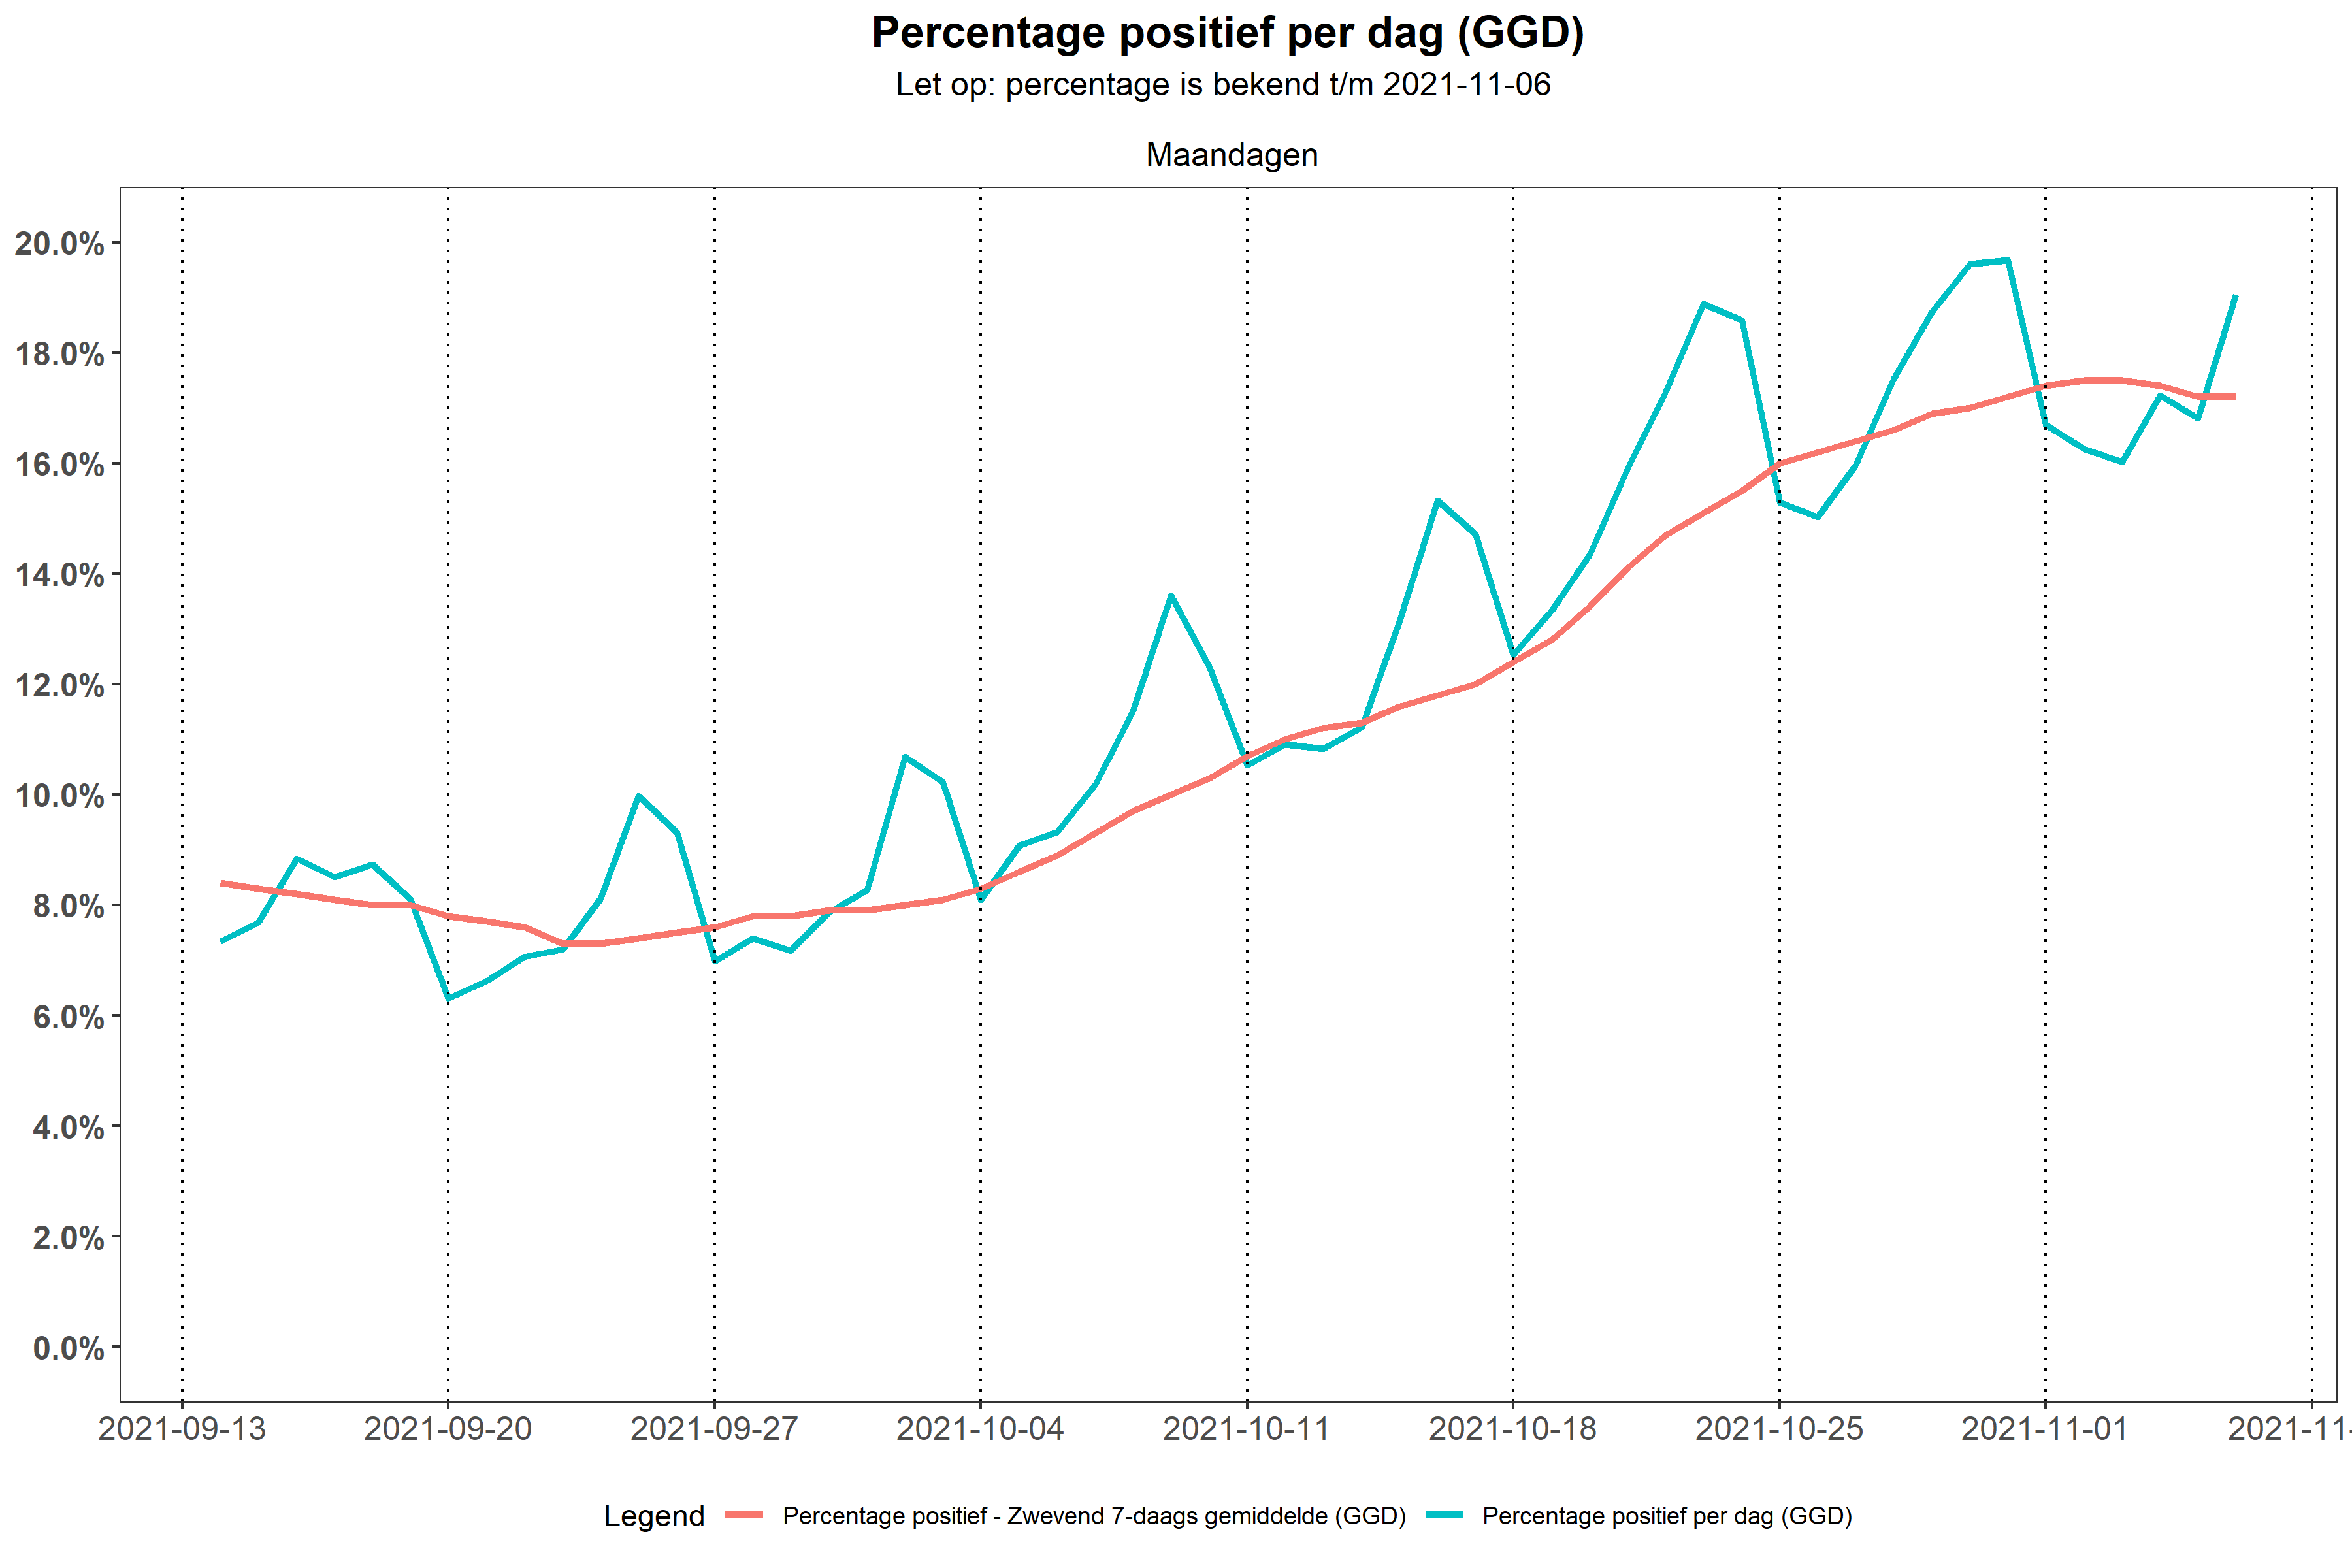 Percentage positief per dag (GGD)
Let op: percentage is bekend t/m 2021-11-06
Maandagen
20.0%
18.0%
16.0%
14.0%
12.0%
10.0%
8.0%
6.0%
4.0%
2.0%
0.0%
2021-09-13 2021-09-20 2021-09-27 2021-10-04 2021-10-11 2021-10-18 2021-10-25 2021-11-01 2021-11-
Legend Percentage positief - Zwevend 7-daags gemiddelde (GGD) Percentage positief per dag (GGD)